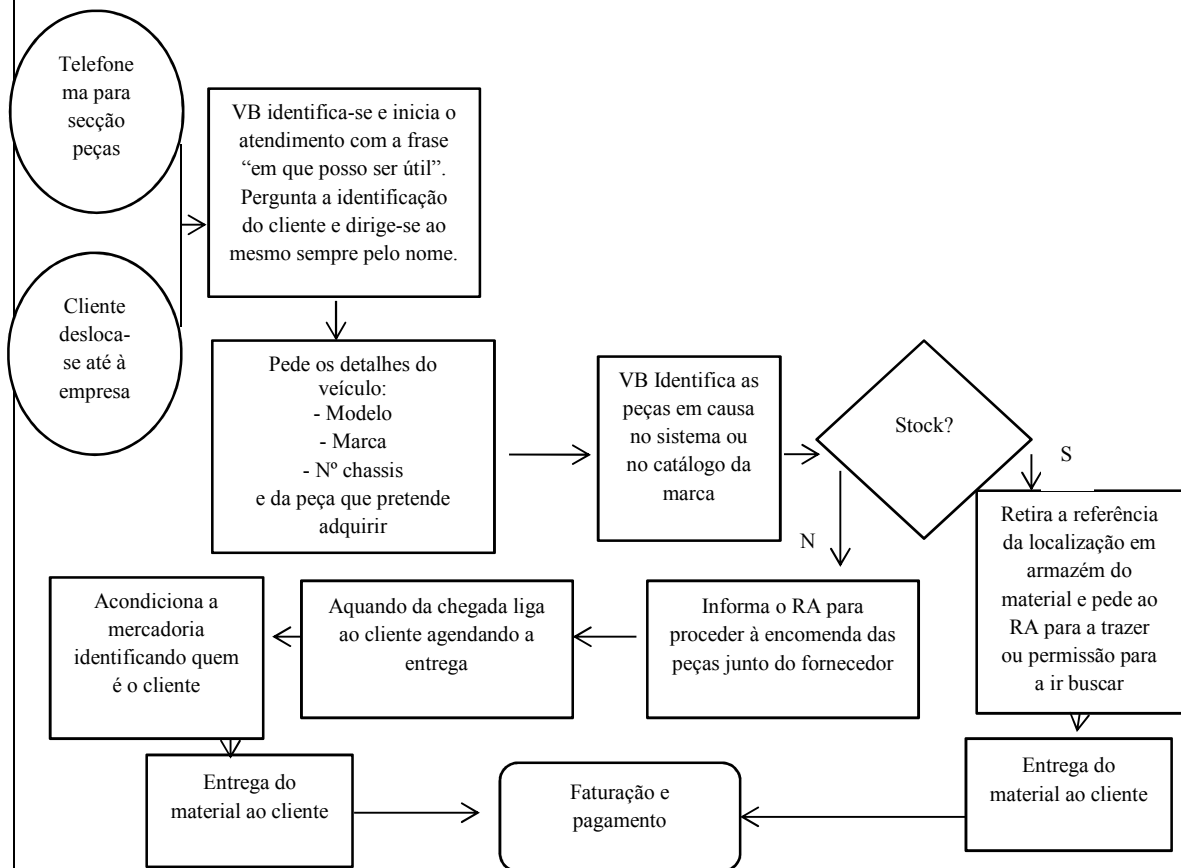 Telefone
ma para
secção
peças
Cliente
desloca-
se até à
empresa
VB identifica-se e inicia o
atendimento com a frase
“em que posso ser útil”.
Pergunta a identificação
do cliente e dirige-se ao
mesmo sempre pelo nome.
Pede os detalhes do
veículo:
- Modelo
- Marca
- Nº chassis
e da peça que pretende
adquirir
VB Identifica as
peças em causa
no sistema ou
no catálogo da
marca
Stock?
S
N
Retira a referência
da localização em
armazém do
material e pede ao
RA para a trazer
ou permissão para
a ir buscar
Informa o RA para
proceder à encomenda das
peças junto do fornecedor
Aquando da chegada liga
ao cliente agendando a
entrega
Acondiciona a
mercadoria
identificando quem
é o cliente
Entrega do
material ao cliente
Faturação e
pagamento
Entrega do
material ao cliente